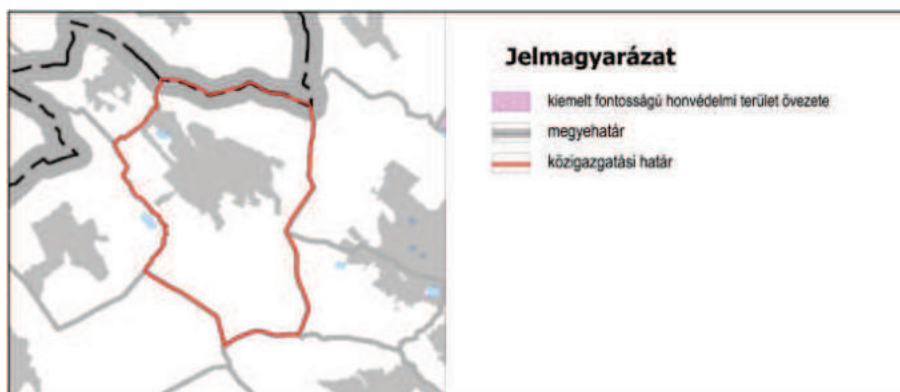 Jelmagyarázat
kiemelt fontosságú honvédelmi terület övezete
megyehatár
közigazgatási határ